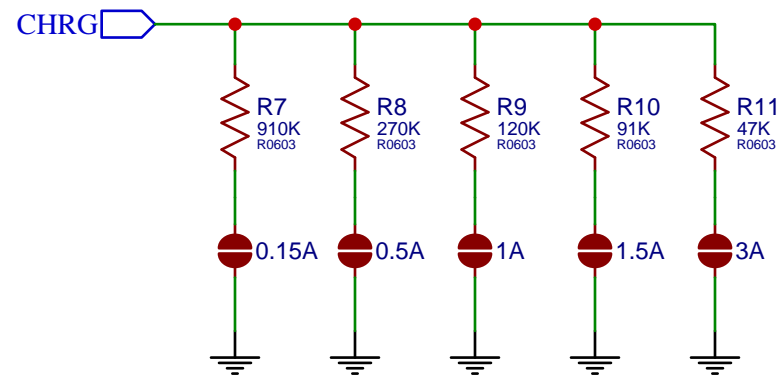 CHRG
R7
910K
R0603
R8
270K
R0603
R9
120K
R0603
R10
91K
R0603
R11
47K
R0603
0.15A
0.5A
1A
1.5A
3A